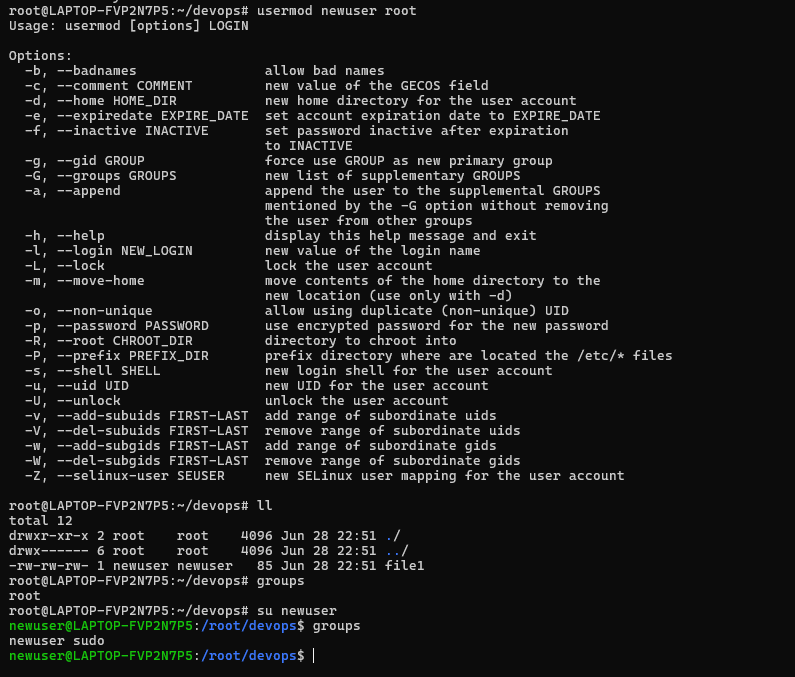 root@LAPTOP-FVP2N7P5:~/devops# usermod newuser root
Usage: usermod [options] LOGIN

Options:
  -b, --badnames                allow bad names
  -c, --comment COMMENT         new value of the GECOS field
  -d, --home HOME_DIR           new home directory for the user account
  -e, --expiredate EXPIRE_DATE  set account expiration date to EXPIRE_DATE
  -f, --inactive INACTIVE       set password inactive after expiration
                                to INACTIVE
  -g, --gid GROUP               force use GROUP as new primary group
  -G, --groups GROUPS           new list of supplementary GROUPS
  -a, --append                  append the user to the supplemental GROUPS
                                mentioned by the -G option without removing
                                the user from other groups
  -h, --help                    display this help message and exit
  -l, --login NEW_LOGIN         new value of the login name
  -L, --lock                    lock the user account
  -m, --move-home               move contents of the home directory to the
                                new location (use only with -d)
  -o, --non-unique              allow using duplicate (non-unique) UID
  -p, --password PASSWORD       use encrypted password for the new password
  -R, --root CHROOT_DIR         directory to chroot into
  -P, --prefix PREFIX_DIR       prefix directory where are located the /etc/* files
  -s, --shell SHELL             new login shell for the user account
  -u, --uid UID                 new UID for the user account
  -U, --unlock                  unlock the user account
  -v, --add-subuids FIRST-LAST  add range of subordinate uids
  -V, --del-subuids FIRST-LAST  remove range of subordinate uids
  -w, --add-subgids FIRST-LAST  add range of subordinate gids
  -W, --del-subgids FIRST-LAST  remove range of subordinate gids
  -Z, --selinux-user SEUSER     new SELinux user mapping for the user account

root@LAPTOP-FVP2N7P5:~/devops# ll
total 12
drwxr-xr-x 2 root    root    4096 Jun 28 22:51 ./
drwx------ 6 root    root    4096 Jun 28 22:51 ../
-rw-rw-rw- 1 newuser newuser   85 Jun 28 22:51 file1
root@LAPTOP-FVP2N7P5:~/devops# groups
root
root@LAPTOP-FVP2N7P5:~/devops# su newuser
newuser@LAPTOP-FVP2N7P5:/root/devops$ groups
newuser sudo
newuser@LAPTOP-FVP2N7P5:/root/devops$